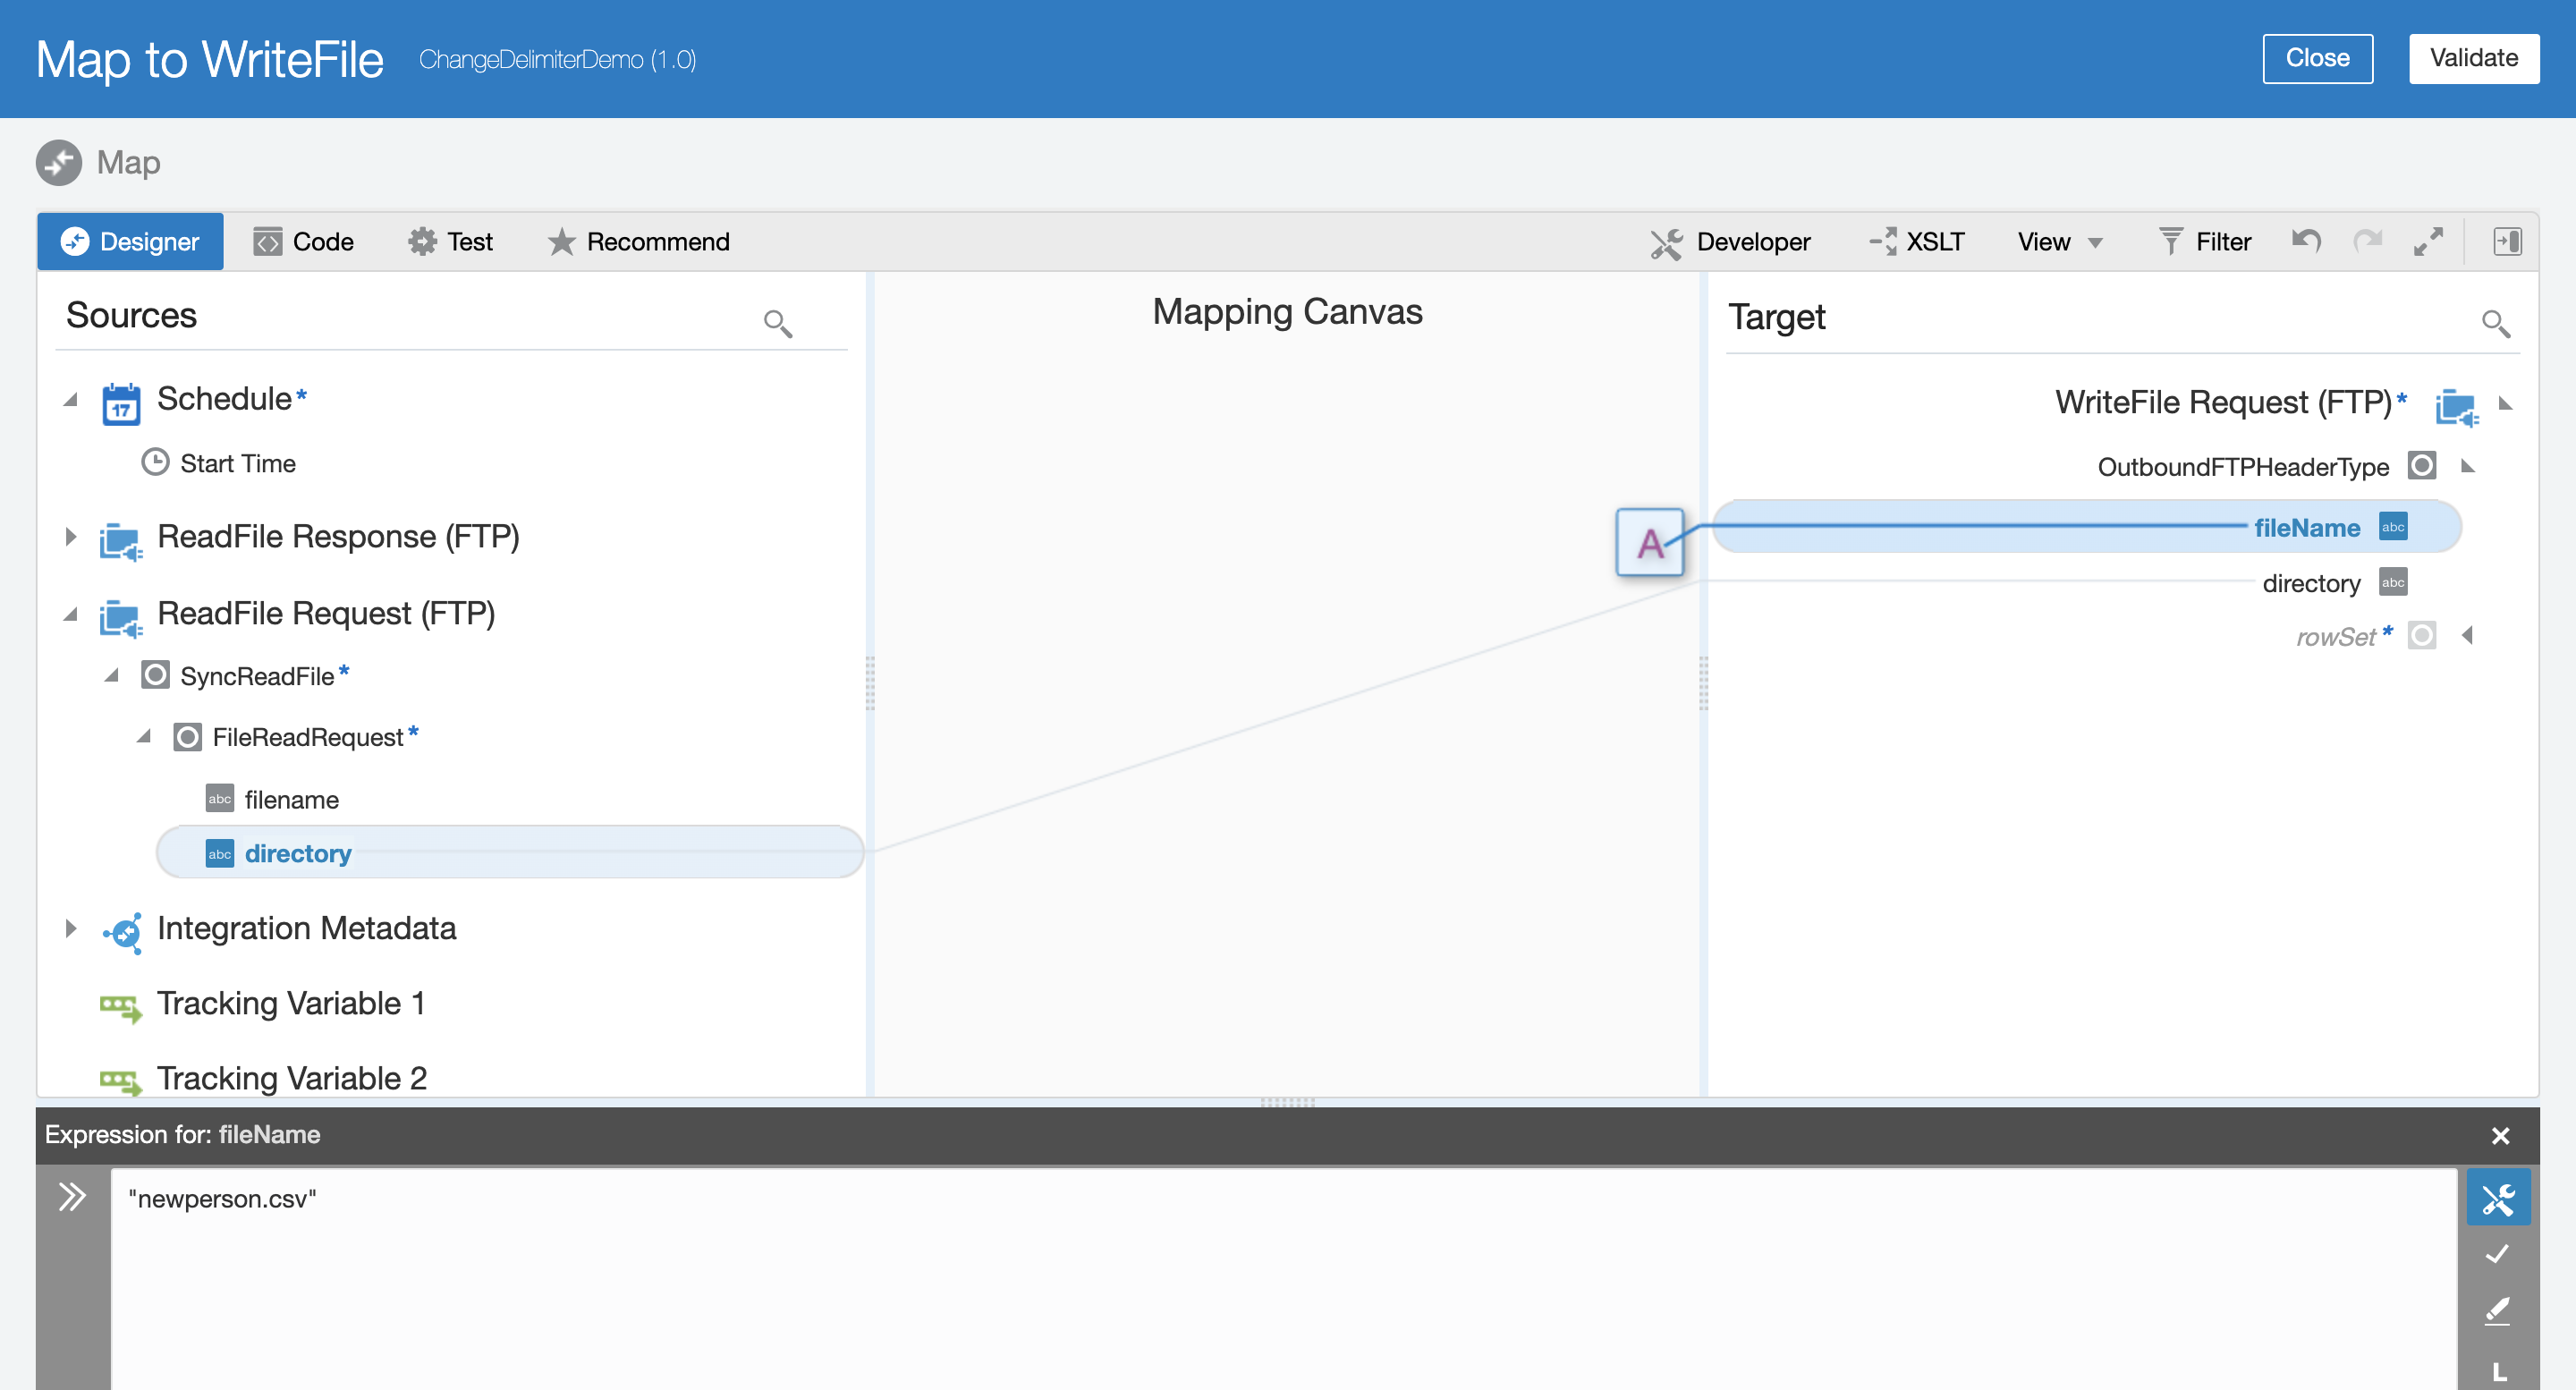 Map to WriteFile ChangeDelimiterDemo (1.0) Close Validate
Map
Designer Code Test Recommend Developer XSLT View Filter
Sources
Mapping Canvas
Target
17 Schedule*
Start Time
ReadFile Response (FTP)
ReadFile Request (FTP)
SyncReadFile*
FileReadRequest*
abc filename
abc directory
Integration Metadata
Tracking Variable 1
Tracking Variable 2
A
WriteFile Request (FTP)*
OutboundFTPHeaderType
fileName abc
directory abc
rowSet*
Expression for: fileName
"newperson.csv"
L